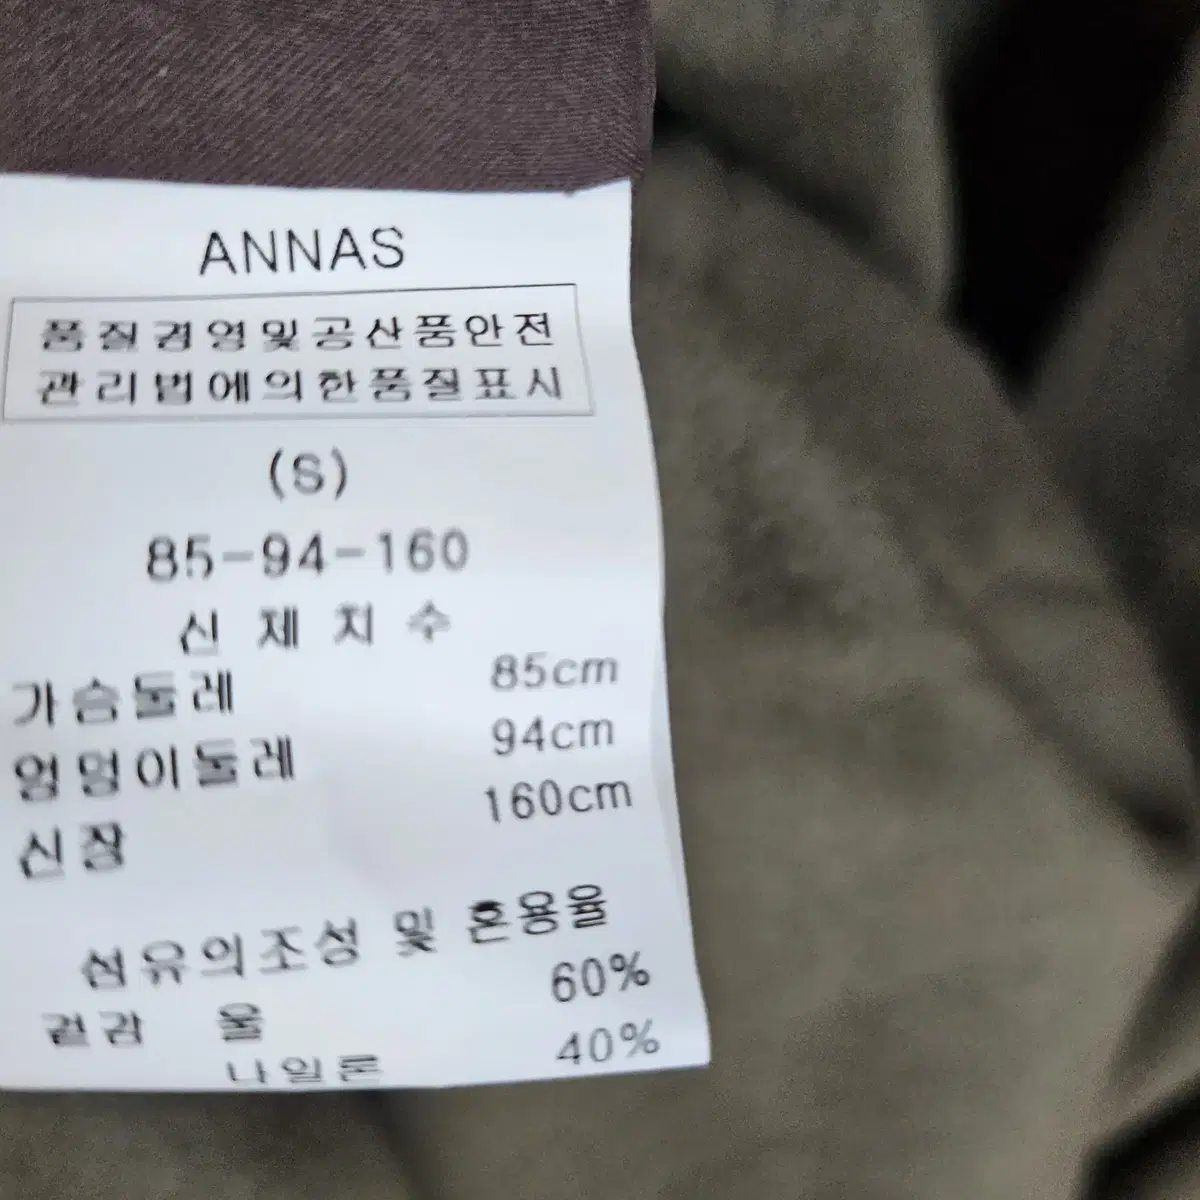 ANNAS
품질경영및공산품안전
관리법에의한품질표시
(S)
85-94-160
신체치수
가슴둘레 85cm
엉덩이둘레 94cm
신장 160cm
섬유의조성 및 혼용율
겉감 울 60%
나일론 40%